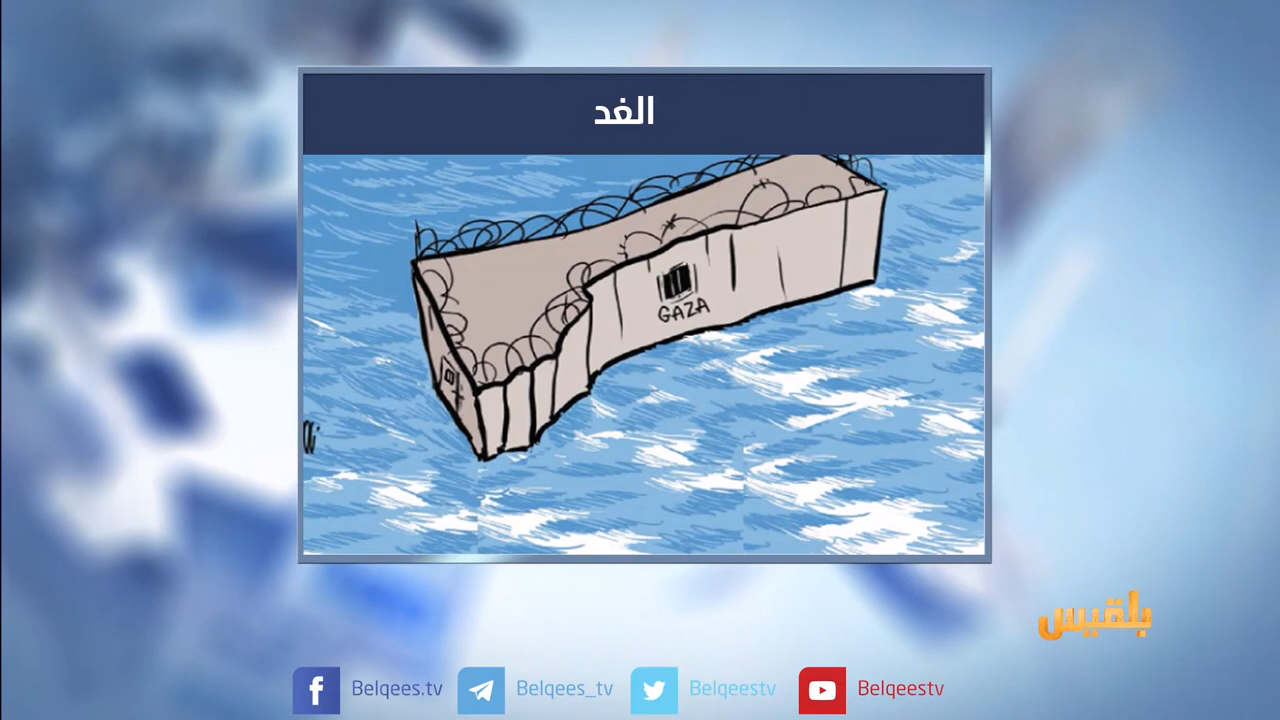 الغد
GAZA
بلقيس
Belqees.tv
Belqees_tv
Belqeestv
Belqeestv